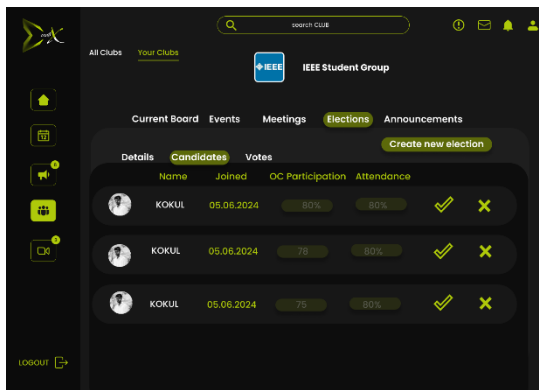 search CLUB
All Clubs Your Clubs
IEEE IEEE Student Group
Current Board Events Meetings Elections Announcements
Create new election
Details Candidates Votes
Name Joined OC Participation Attendance
KOKUL 05.06.2024 80% 80%
KOKUL 05.06.2024 78 80%
KOKUL 05.06.2024 75 80%
LOGOUT